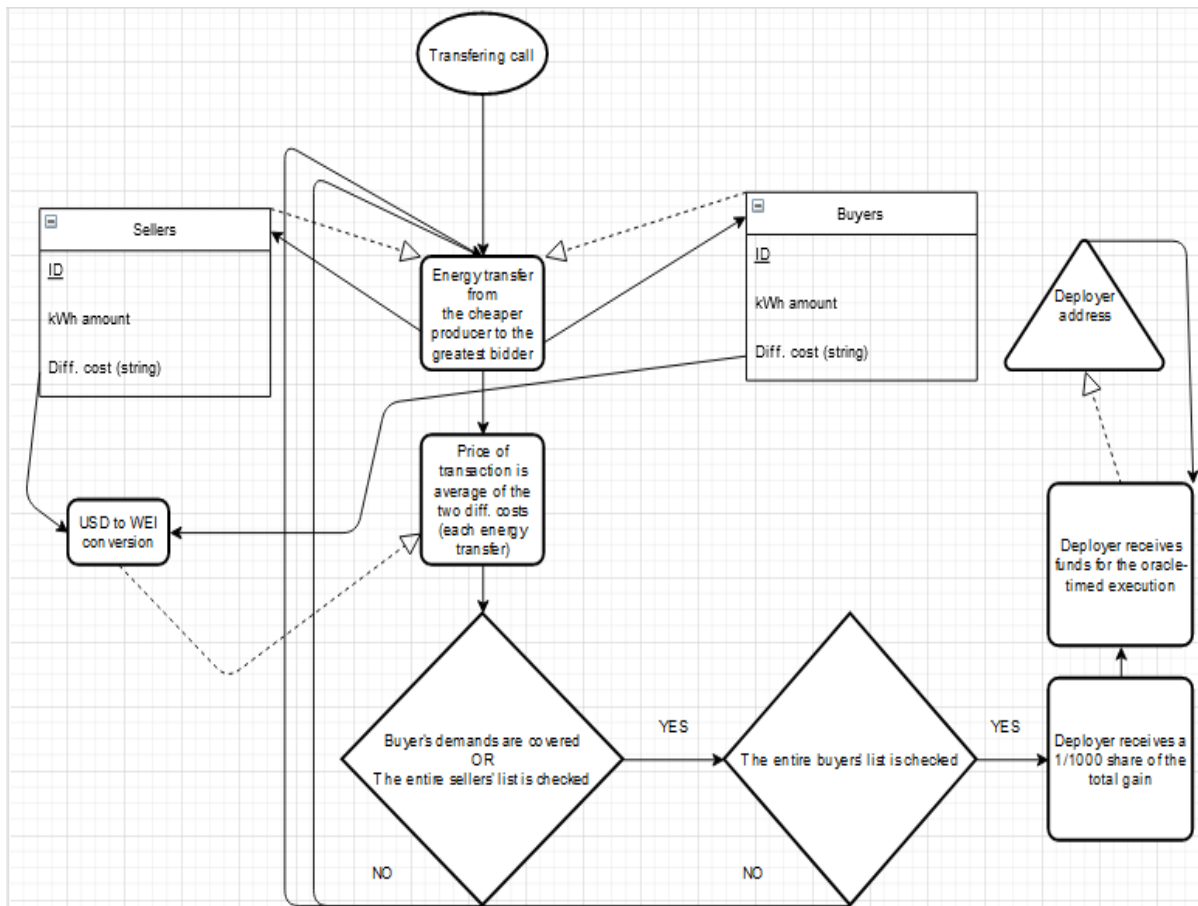 Transfering call
Sellers
ID
kWh amount
Diff. cost (string)
Energy transfer
from
the cheaper
producer to the
greatest bidder
Buyers
ID
kWh amount
Diff. cost (string)
Deployer
address
Price of
transaction is
average of the
two diff. costs
(each energy
transfer)
USD to WEI
conversion
Deployer receives
funds for the oracle-
timed execution
Buyer's demands are covered
OR
The entire sellers' list is checked
YES
The entire buyers' list is checked
YES
Deployer receives a
1/1000 share of the
total gain
NO
NO